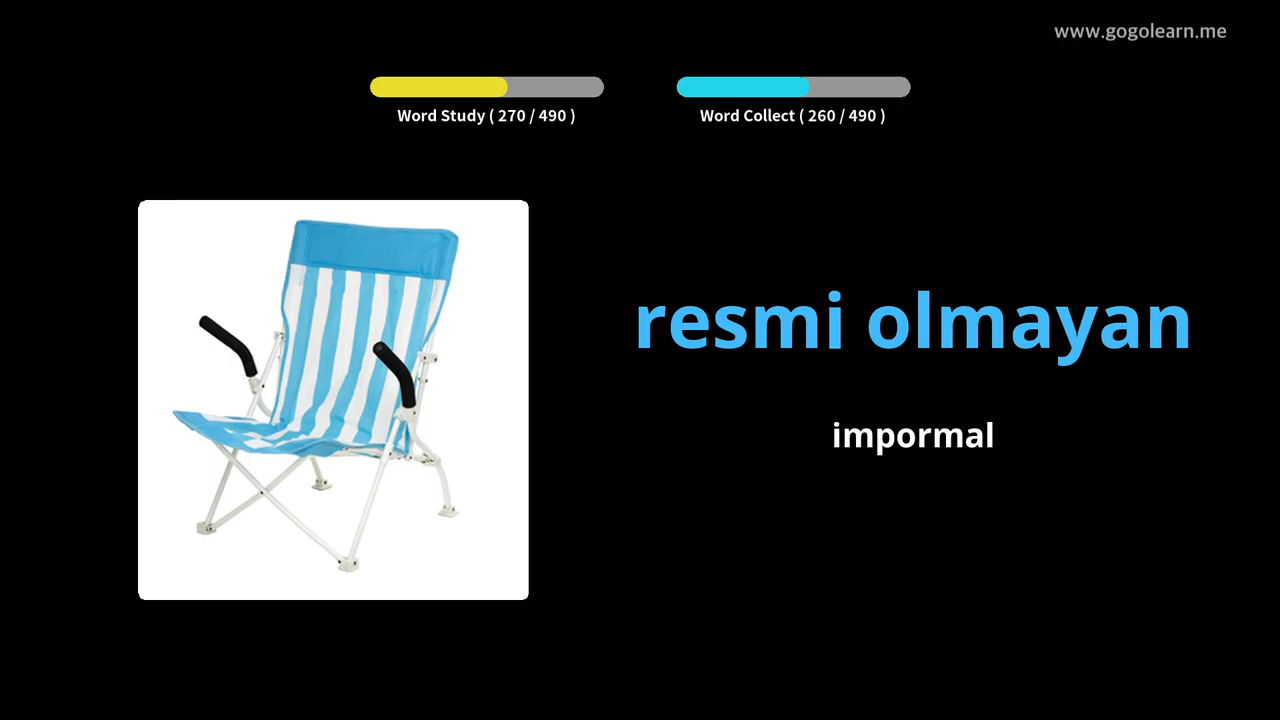 www.gogolearn.me
Word Study ( 270 / 490 )
Word Collect ( 260 / 490 )
resmi olmayan
impormal